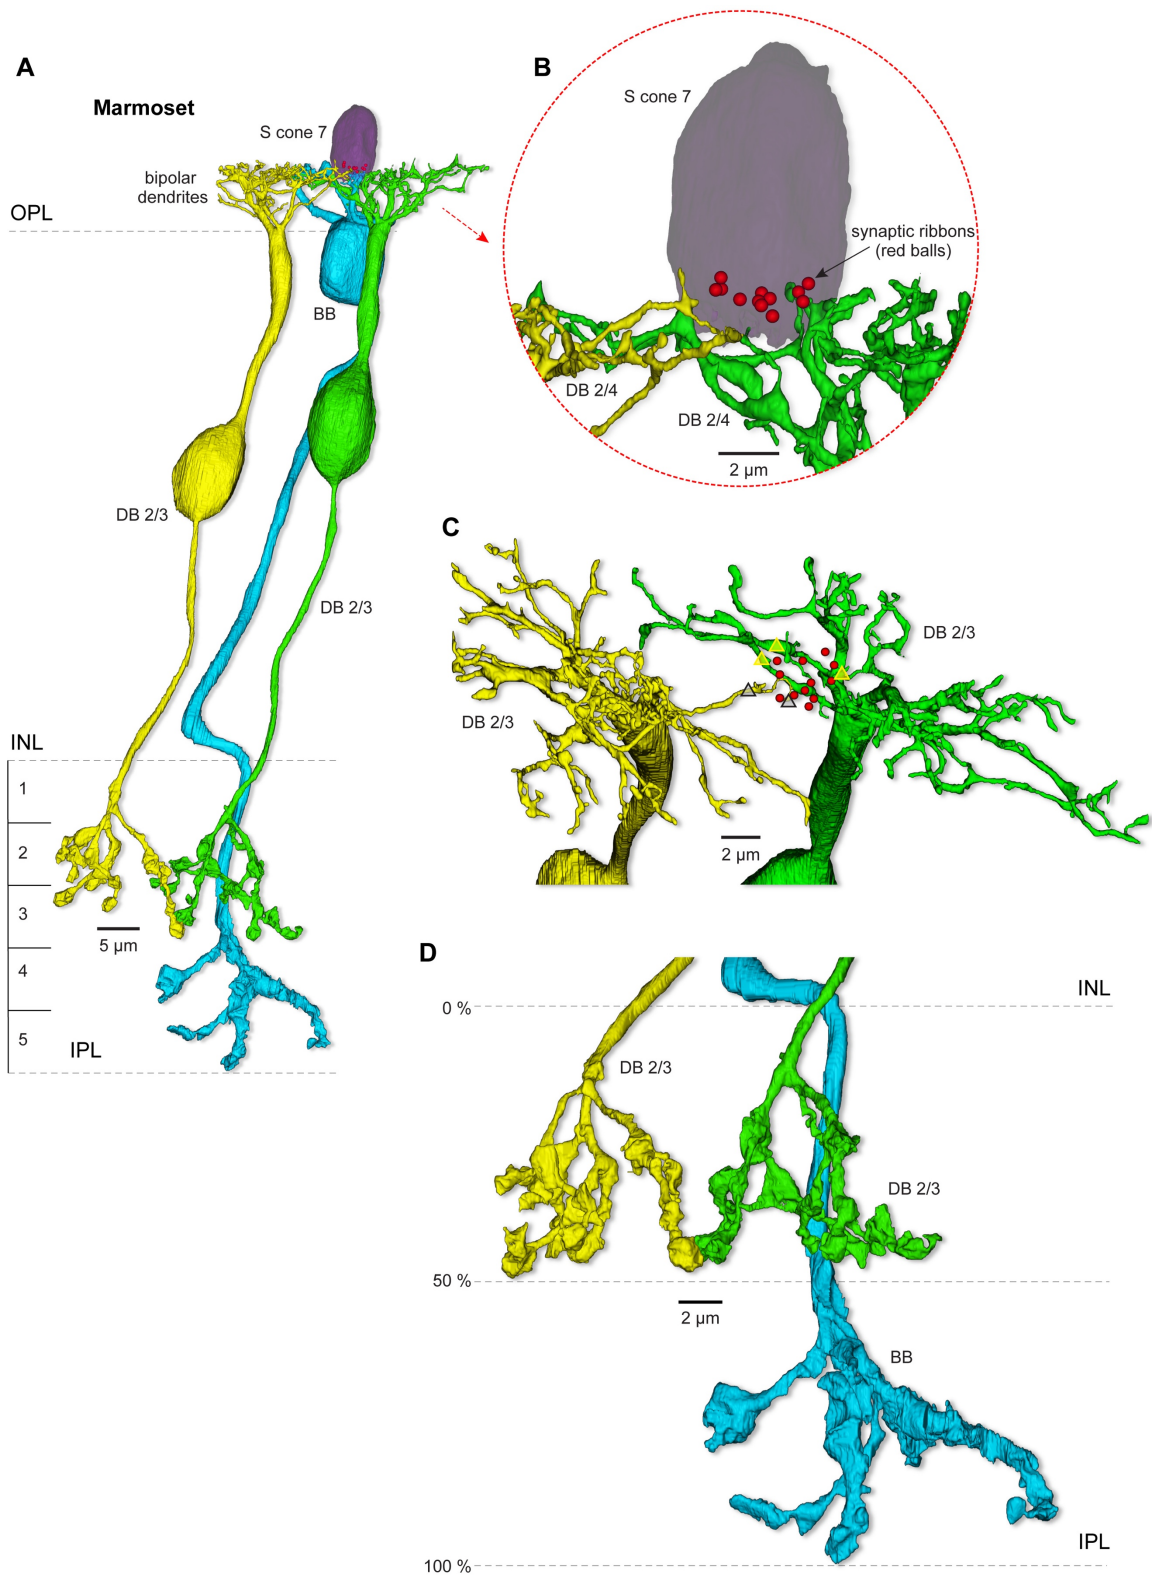 A
Marmoset
S cone 7
bipolar
dendrites
OPL
BB
DB 2/3
DB 2/3
INL
1
2
3
4
5
5 µm
IPL
B
S cone 7
synaptic ribbons
(red balls)
DB 2/4
DB 2/4
2 µm
C
DB 2/3
DB 2/3
2 µm
D
INL
0 %
DB 2/3
DB 2/3
50 %
2 µm
BB
IPL
100 %